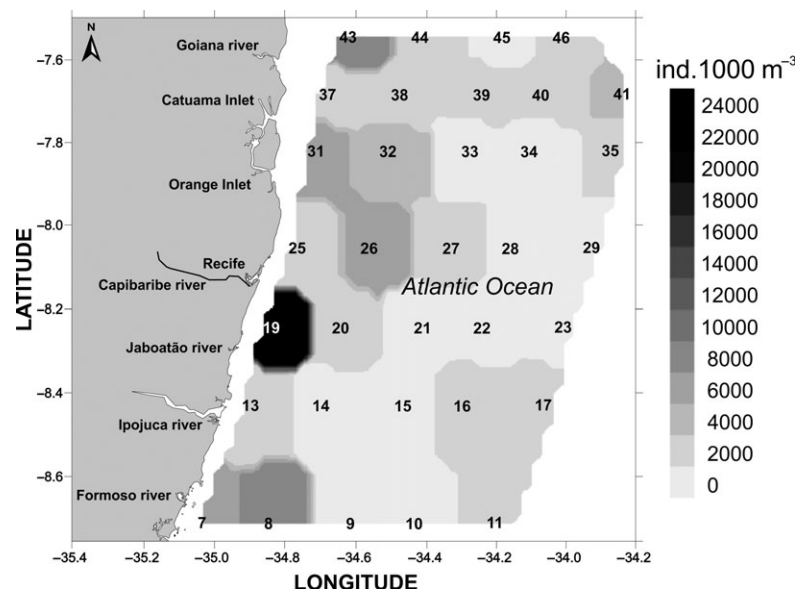 N
Goiana river
Catuama Inlet
Orange Inlet
Recife
Capibaribe river
Jaboatão river
Ipojuca river
Formoso river
Atlantic Ocean
43 44 45 46
37 38 39 40 41
31 32 33 34 35
25 26 27 28 29
19 20 21 22 23
13 14 15 16 17
7 8 9 10 11
LATITUDE
−7.6
−7.8
−8.0
−8.2
−8.4
−8.6
−35.4 −35.2 −35.0 −34.8 −34.6 −34.4 −34.2 −34.0 −34.2
LONGITUDE
ind.1000 m⁻³
24000
22000
20000
18000
16000
14000
12000
10000
8000
6000
4000
2000
0